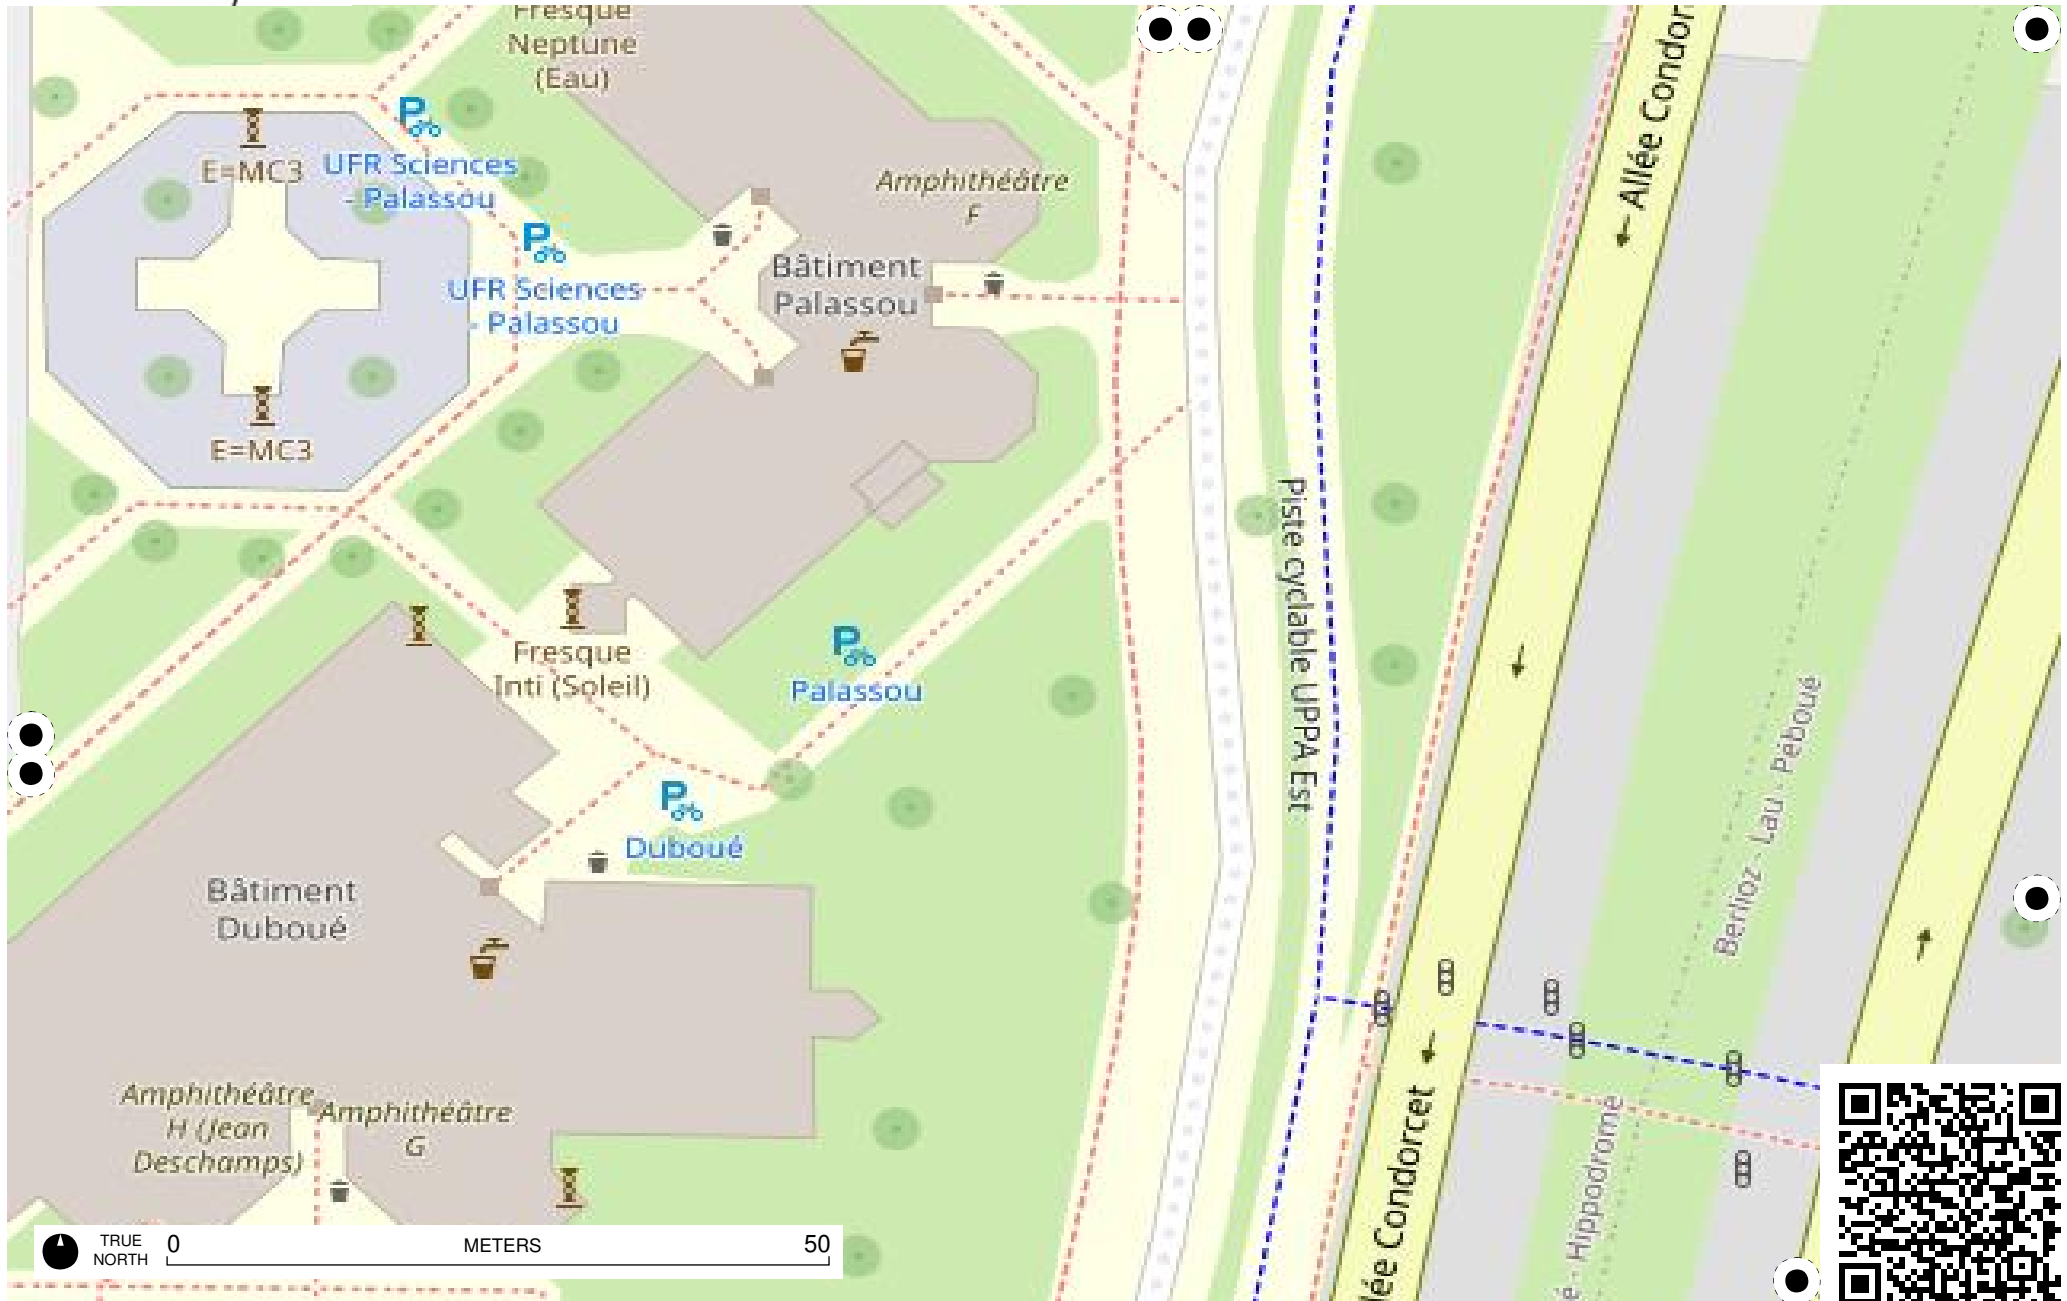 Fresque
Neptune
(Eau)
Allée Condor
E=MC3
UFR Sciences
- Palassou
Amphithéâtre
F
UFR Sciences
- Palassou
Bâtiment
Palassou
E=MC3
Piste cyclable UPPA Est
Fresque
Inti (Soleil)
Palassou
Berlioz - Lau - Péboué
Duboué
Bâtiment
Duboué
Amphithéâtre
H (Jean
Deschamps)
Amphithéâtre
G
lée Condorcet
é - Hippodrome
TRUE
NORTH
0
METERS
50